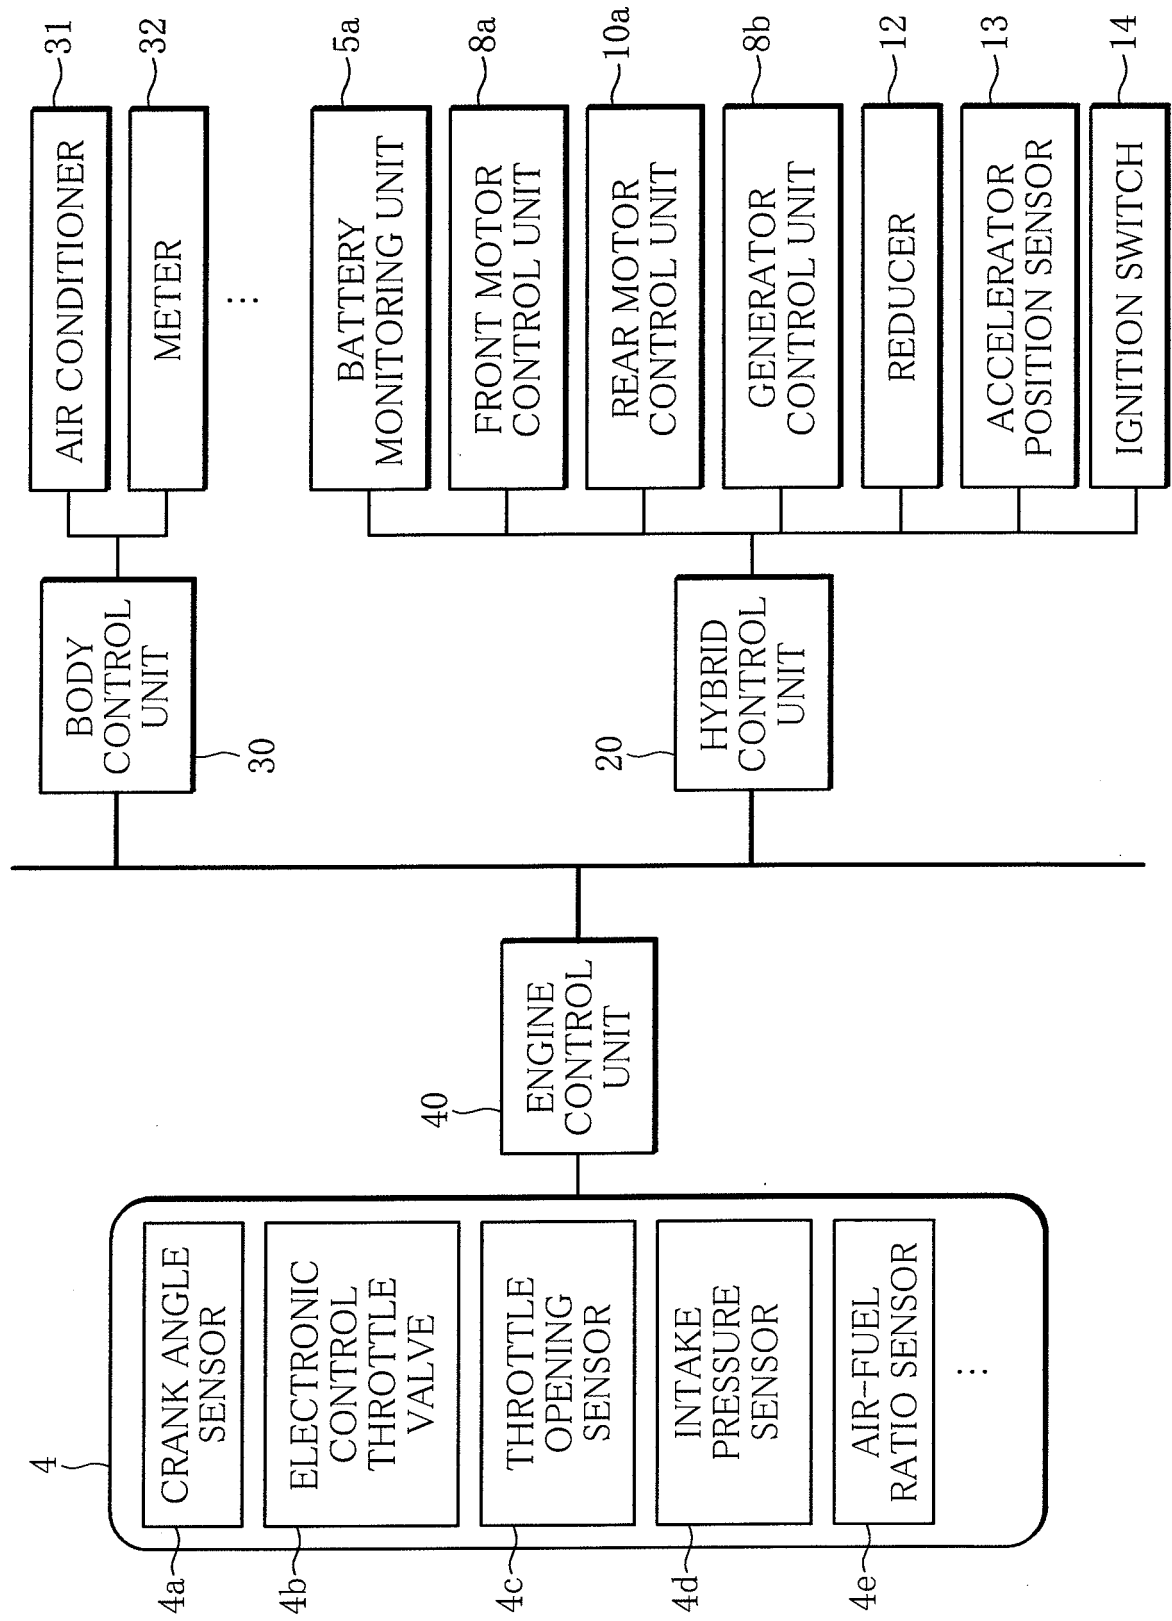 4
4a
CRANK ANGLE
SENSOR
4b
ELECTRONIC
CONTROL
THROTTLE
VALVE
4c
THROTTLE
OPENING
SENSOR
4d
INTAKE
PRESSURE
SENSOR
4e
AIR-FUEL
RATIO SENSOR
⋮
40
ENGINE
CONTROL
UNIT
BODY
CONTROL
UNIT
30
20
HYBRID
CONTROL
UNIT
AIR CONDITIONER
31
METER
32
⋮
BATTERY
MONITORING UNIT
5a
FRONT MOTOR
CONTROL UNIT
8a
REAR MOTOR
CONTROL UNIT
10a
GENERATOR
CONTROL UNIT
8b
REDUCER
12
ACCELERATOR
POSITION SENSOR
13
IGNITION SWITCH
14